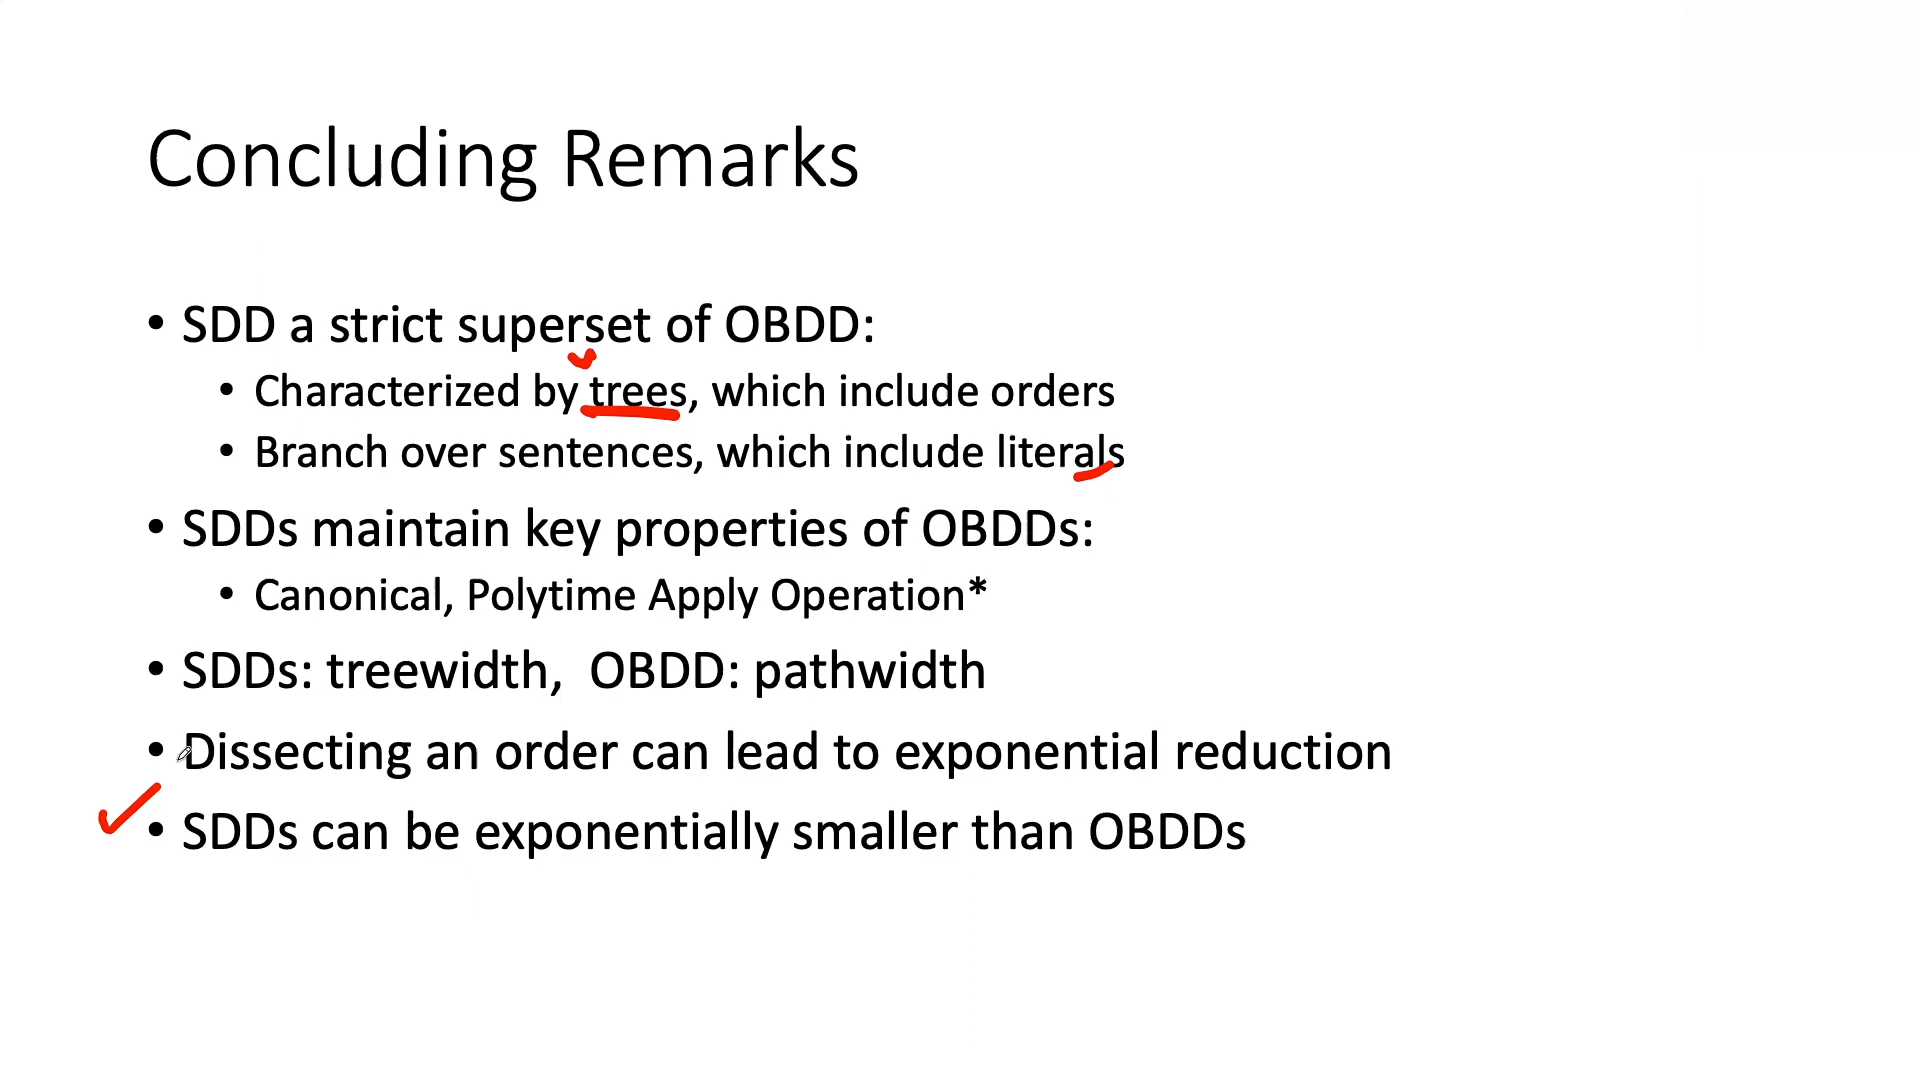 Concluding Remarks
• SDD a strict superset of OBDD:
• Characterized by trees, which include orders
• Branch over sentences, which include literals
• SDDs maintain key properties of OBDDs:
• Canonical, Polytime Apply Operation*
• SDDs: treewidth, OBDD: pathwidth
• Dissecting an order can lead to exponential reduction
• SDDs can be exponentially smaller than OBDDs